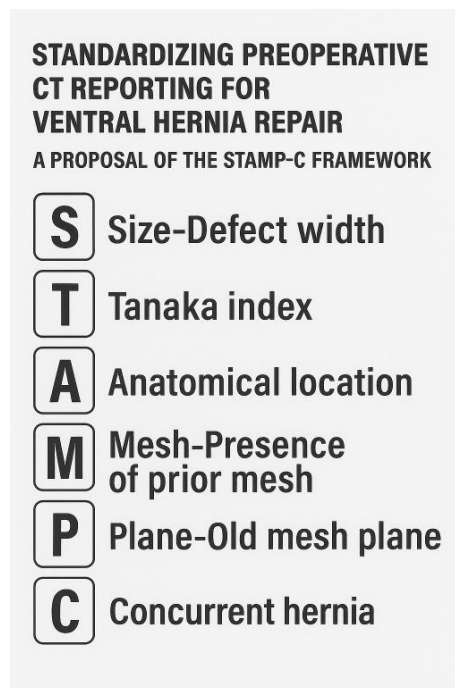 STANDARDIZING PREOPERATIVE
CT REPORTING FOR
VENTRAL HERNIA REPAIR
A PROPOSAL OF THE STAMP-C FRAMEWORK
S Size-Defect width
T Tanaka index
A Anatomical location
M Mesh-Presence
of prior mesh
P Plane-Old mesh plane
C Concurrent hernia